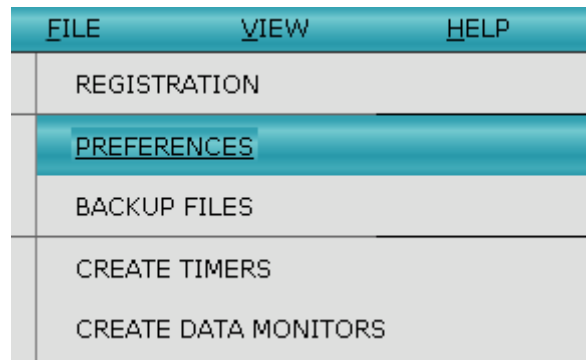 FILE VIEW HELP
REGISTRATION
PREFERENCES
BACKUP FILES
CREATE TIMERS
CREATE DATA MONITORS